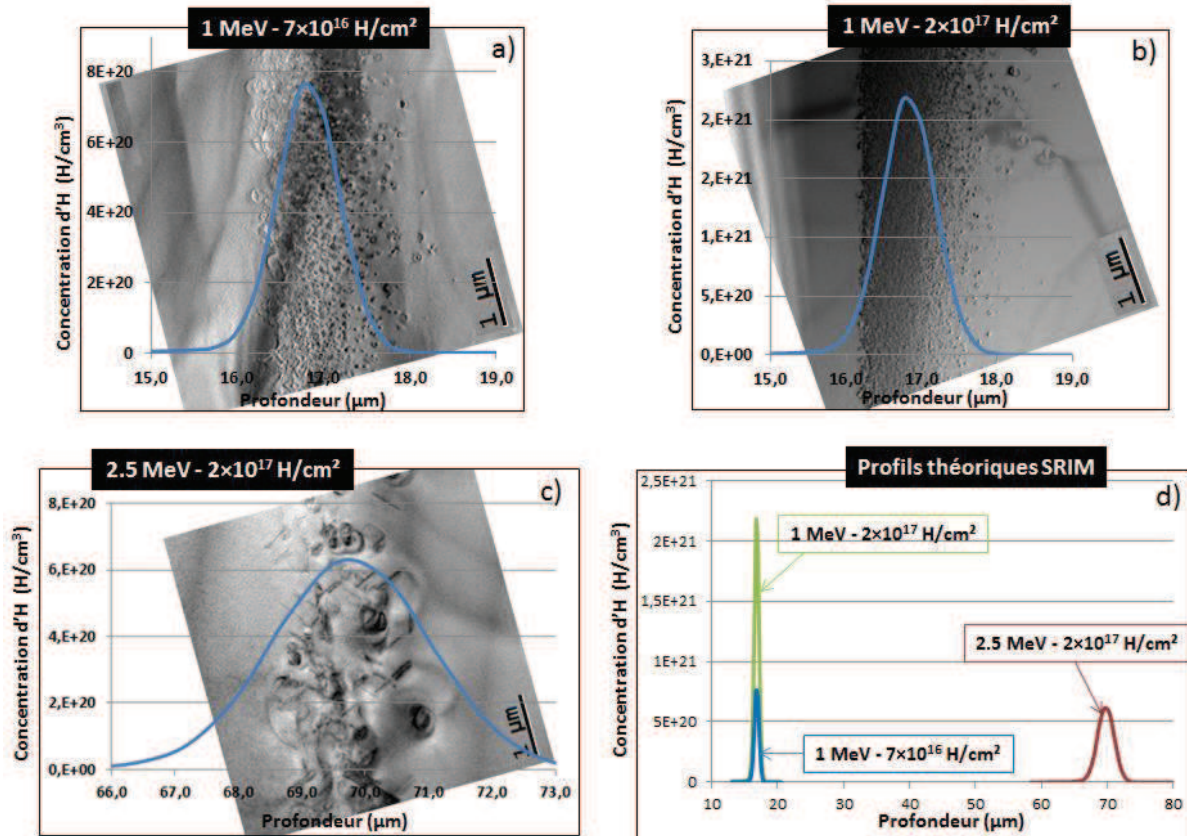 1 MeV - 7×10¹⁶ H/cm²
a)
Concentration d'H (H/cm³)
8E+20
6E+20
4E+20
2E+20
0
15,0 16,0 17,0 18,0 19,0
Profondeur (µm)
1 µm
1 MeV - 2×10¹⁷ H/cm²
b)
Concentration d'H (H/cm³)
3,E+21
2,E+21
2,E+21
1,E+21
5,E+20
0,E+00
15,0 16,0 17,0 18,0 19,0
Profondeur (µm)
1 µm
2.5 MeV - 2×10¹⁷ H/cm²
c)
Concentration d'H (H/cm³)
8,E+20
6,E+20
4,E+20
2,E+20
0,E+00
66,0 67,0 68,0 69,0 70,0 71,0 72,0 73,0
Profondeur (µm)
1 µm
Profils théoriques SRIM
d)
Concentration d'H (H/cm³)
2,5E+21
2E+21
1,5E+21
1E+21
5E+20
0
1 MeV - 2×10¹⁷ H/cm²
2.5 MeV - 2×10¹⁷ H/cm²
1 MeV - 7×10¹⁶ H/cm²
10 20 30 40 50 60 70 80
Profondeur (µm)